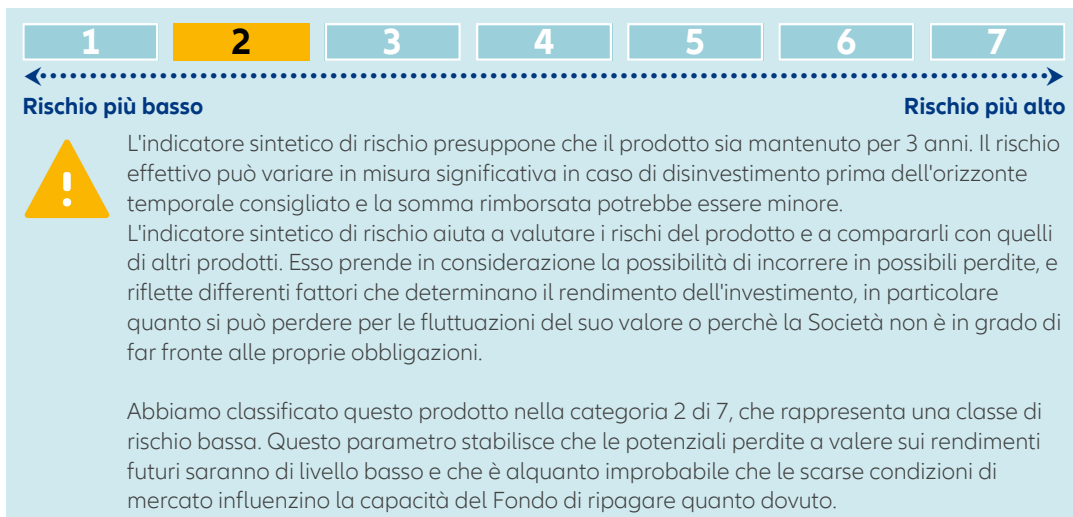 1 2 3 4 5 6 7
Rischio più basso Rischio più alto
L'indicatore sintetico di rischio presuppone che il prodotto sia mantenuto per 3 anni. Il rischio
effettivo può variare in misura significativa in caso di disinvestimento prima dell'orizzonte
temporale consigliato e la somma rimborsata potrebbe essere minore.
L'indicatore sintetico di rischio aiuta a valutare i rischi del prodotto e a compararli con quelli
di altri prodotti. Esso prende in considerazione la possibilità di incorrere in possibili perdite, e
riflette differenti fattori che determinano il rendimento dell'investimento, in particolare
quanto si può perdere per le fluttuazioni del suo valore o perchè la Società non è in grado di
far fronte alle proprie obbligazioni.
Abbiamo classificato questo prodotto nella categoria 2 di 7, che rappresenta una classe di
rischio bassa. Questo parametro stabilisce che le potenziali perdite a valere sui rendimenti
futuri saranno di livello basso e che è alquanto improbabile che le scarse condizioni di
mercato influenzino la capacità del Fondo di ripagare quanto dovuto.